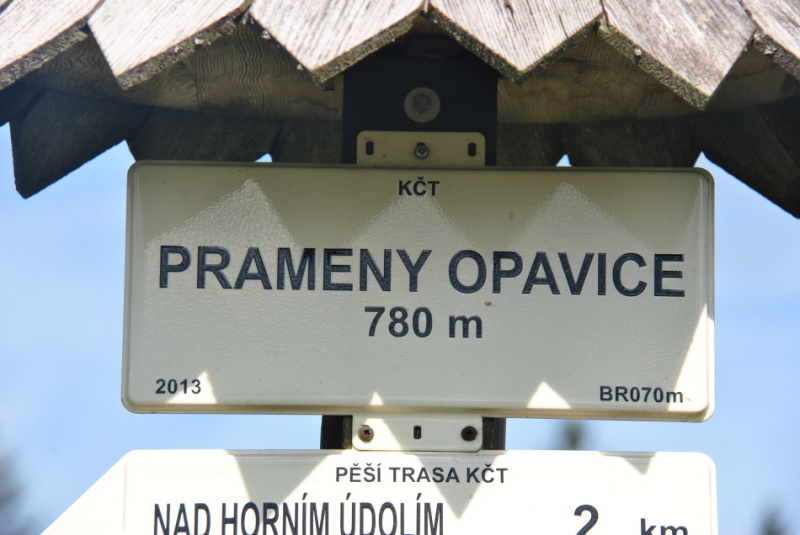 KČT
PRAMENY OPAVICE
780 m
2013 BR070m
PĚŠÍ TRASA KČT
NAD HORNÍM ÚDOLÍM 2 km